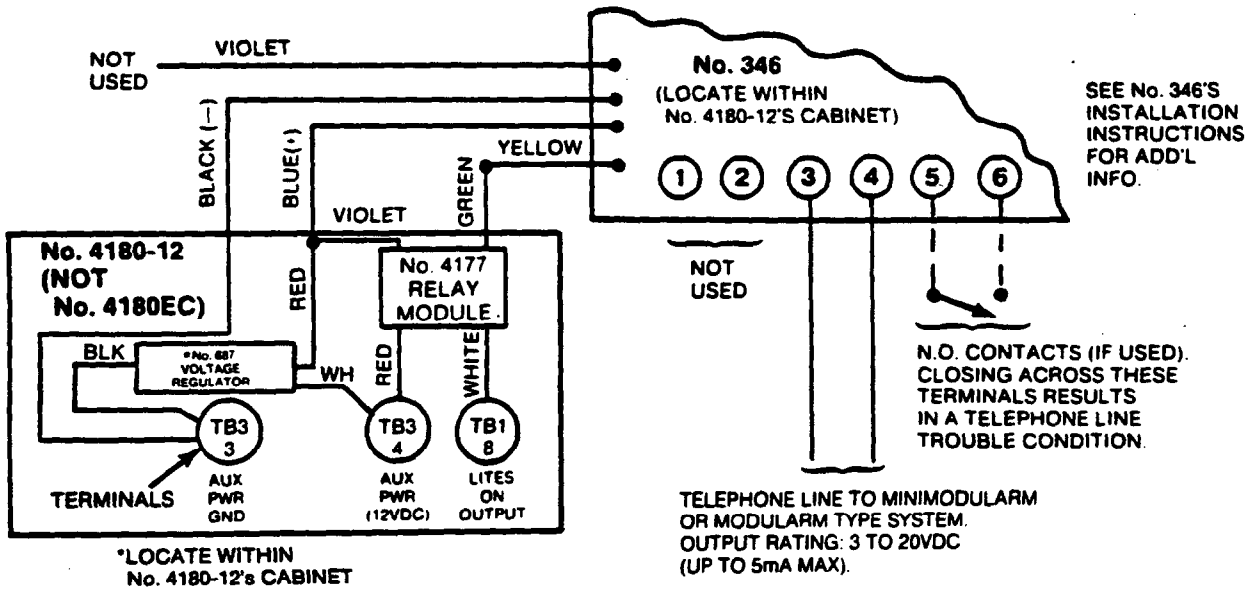 NOT
USED
VIOLET
BLACK (—)
BLUE(+)
VIOLET
GREEN
YELLOW
No. 346
(LOCATE WITHIN
No. 4180-12'S CABINET)
1 2 3 4 5 6
SEE No. 346'S
INSTALLATION
INSTRUCTIONS
FOR ADD'L
INFO.
NOT
USED
N.O. CONTACTS (IF USED).
CLOSING ACROSS THESE
TERMINALS RESULTS
IN A TELEPHONE LINE
TROUBLE CONDITION.
TELEPHONE LINE TO MINIMODULARM
OR MODULARM TYPE SYSTEM.
OUTPUT RATING: 3 TO 20VDC
(UP TO 5mA MAX).
No. 4180-12
(NOT
No. 4180EC)
RED
No. 4177
RELAY
MODULE
BLK
*No. 687
VOLTAGE
REGULATOR
WH
RED
WHITE
TB3
3
TB3
4
TB1
8
TERMINALS
AUX
PWR
GND
AUX
PWR
(12VDC)
LITES
ON
OUTPUT
*LOCATE WITHIN
No. 4180-12's CABINET